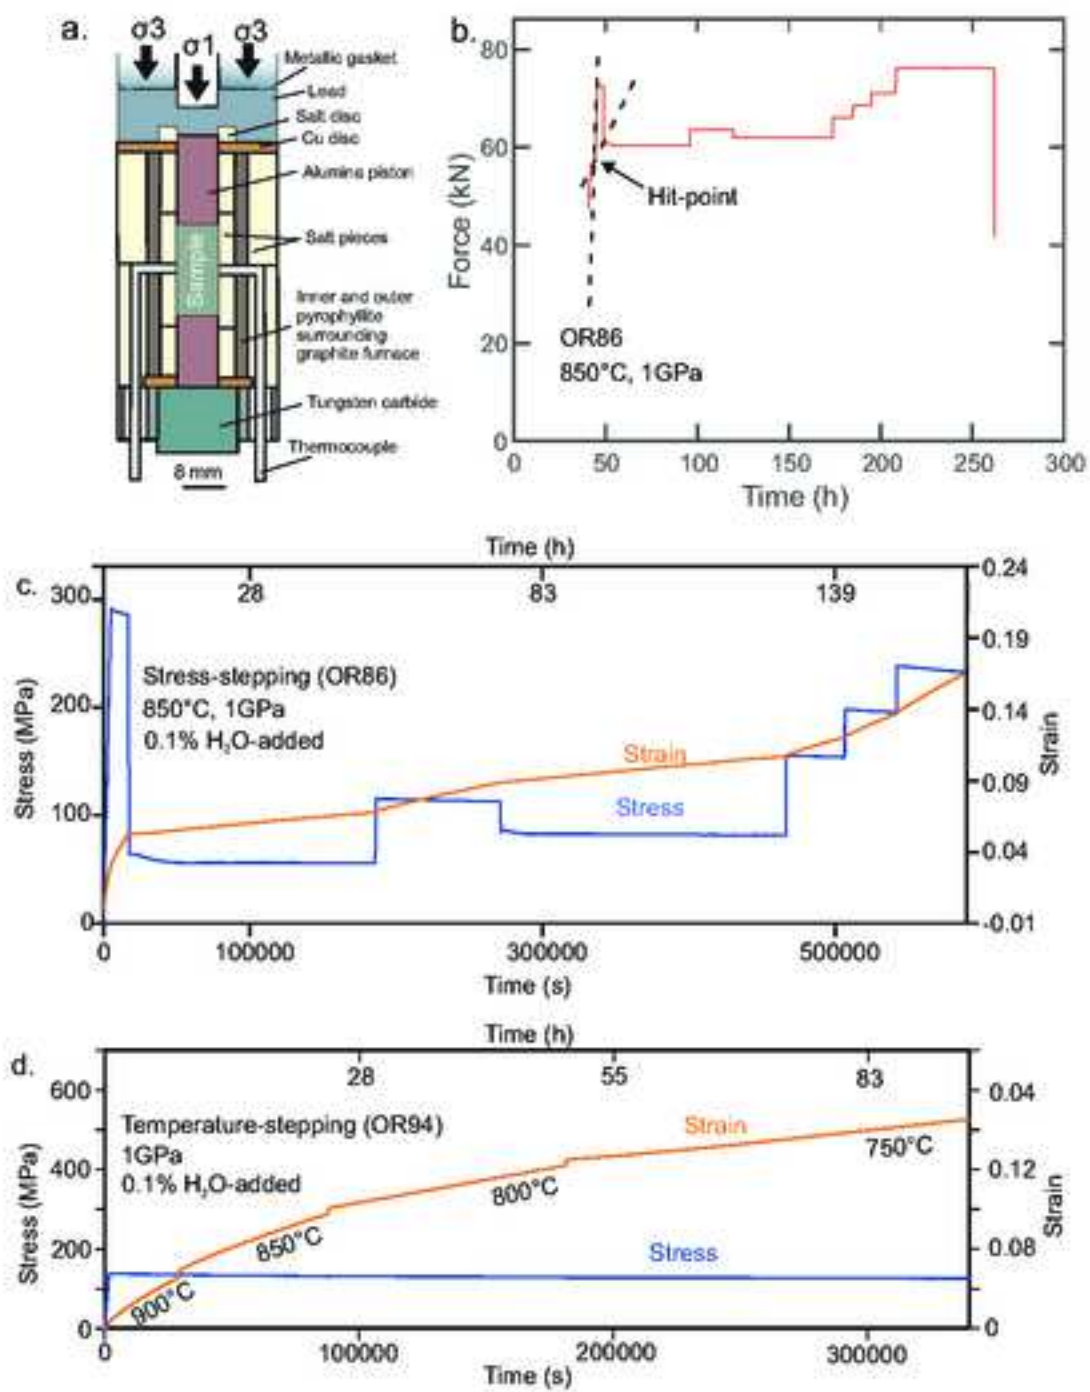 a.
σ3
σ1
σ3
Metallic gasket
Lead
Salt disc
Cu disc
Alumina piston
Salt pieces
Sample
Inner and outer
pyrophyllite
surrounding
graphite furnace
Tungsten carbide
Thermocouple
8 mm
b.
80
60
40
20
0
Force (kN)
Hit-point
OR86
850°C, 1GPa
0
50
100
150
200
250
300
Time (h)
c.
Time (h)
28
83
139
300
200
100
0
Stress (MPa)
Stress-stepping (OR86)
850°C, 1GPa
0.1% H₂O-added
Strain
Stress
0.24
0.19
0.14
0.09
0.04
-0.01
Strain
0
100000
300000
500000
Time (s)
d.
Time (h)
28
55
83
600
400
200
0
Stress (MPa)
Temperature-stepping (OR94)
1GPa
0.1% H₂O-added
900°C
850°C
800°C
750°C
Strain
Stress
0.04
0.12
0.08
0
Strain
0
100000
200000
300000
Time (s)